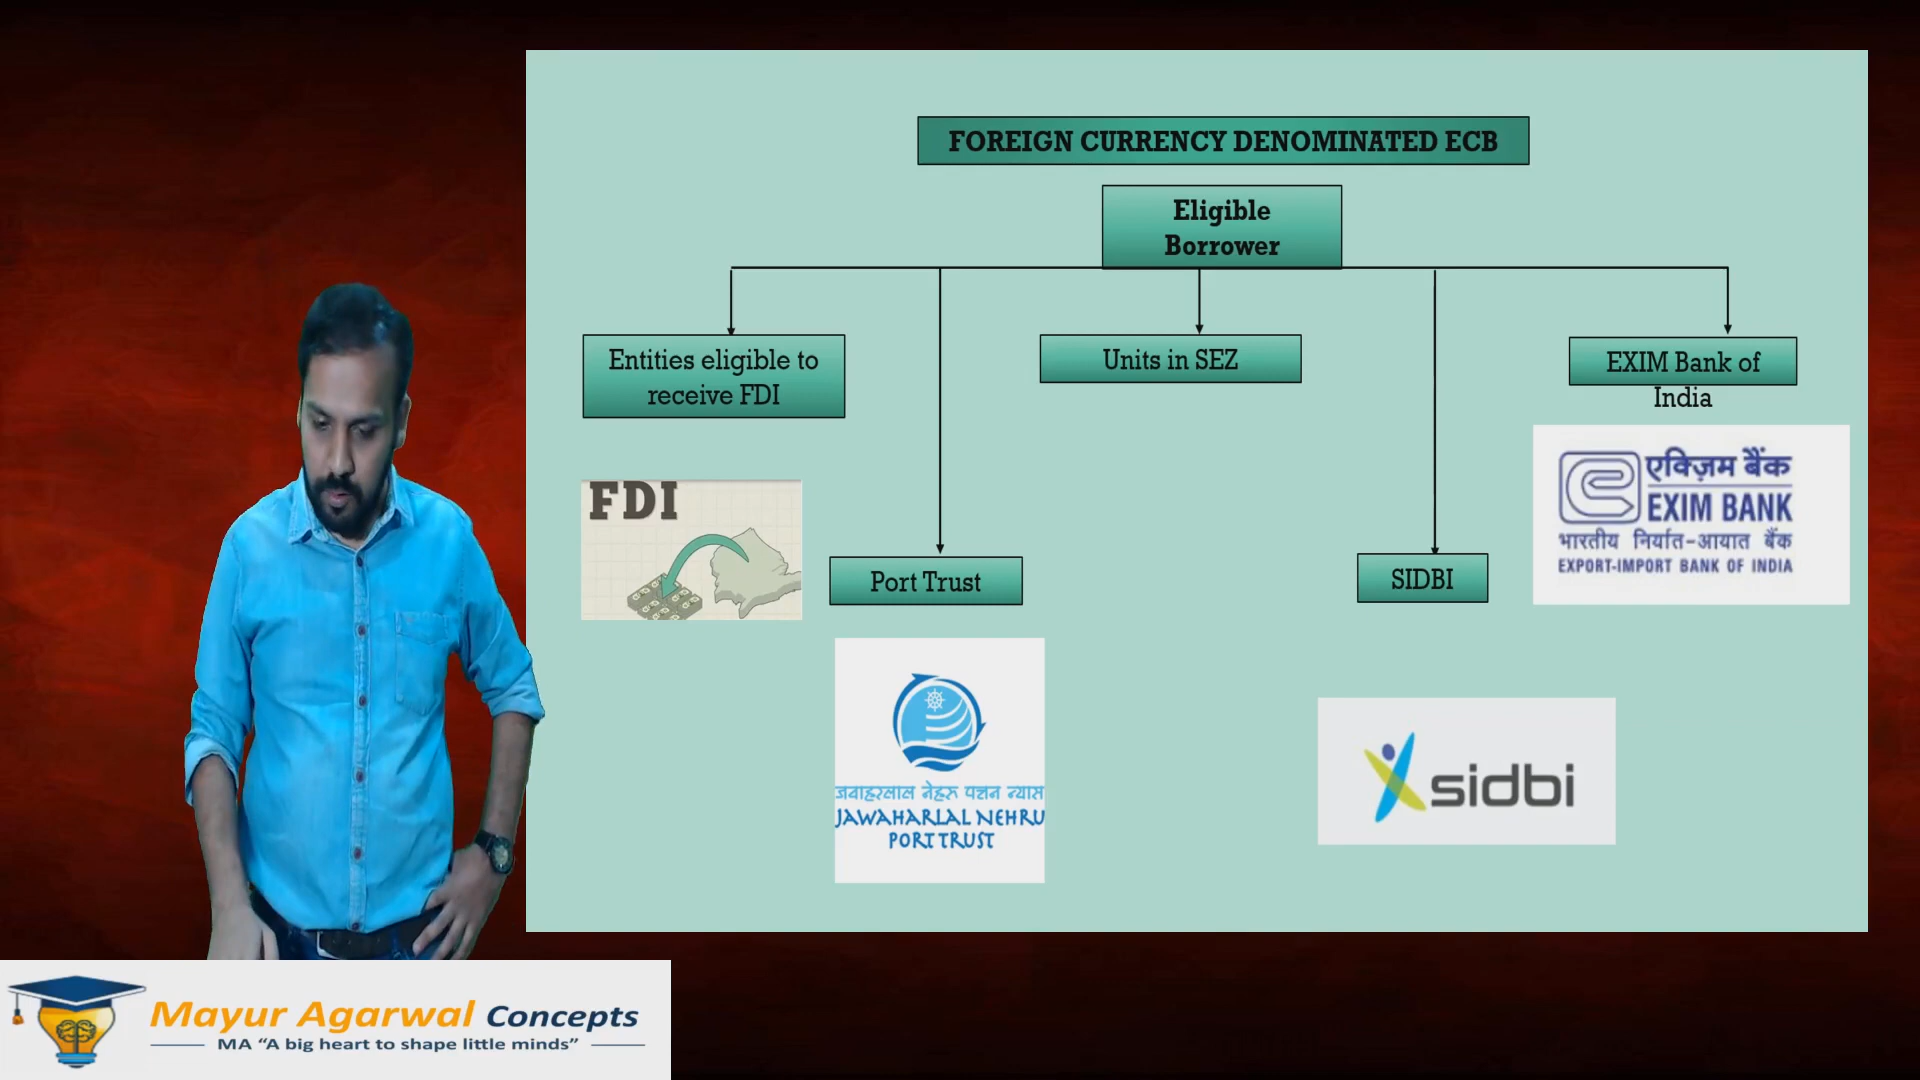 FOREIGN CURRENCY DENOMINATED ECB
Eligible
Borrower
Entities eligible to
receive FDI
Units in SEZ
EXIM Bank of
India
FDI
Port Trust
SIDBI
एक्ज़िम बैंक
EXIM BANK
भारतीय निर्यात-आयात बैंक
EXPORT-IMPORT BANK OF INDIA
जवाहरलाल नेहरू पत्तन न्यास
JAWAHARLAL NEHRU
PORT TRUST
sidbi
Mayur Agarwal Concepts
MA “A big heart to shape little minds”